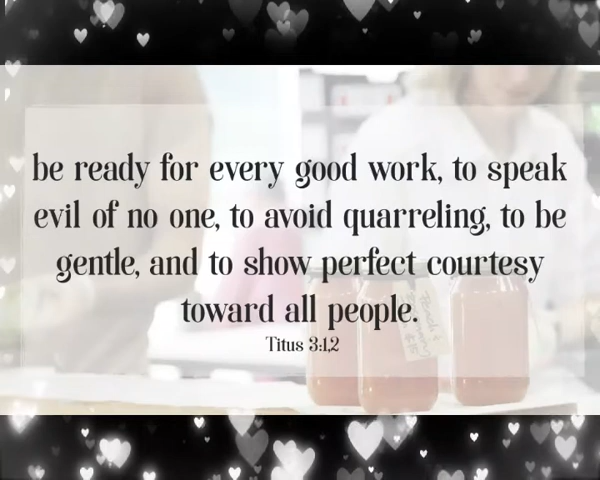 be ready for every good work, to speak
evil of no one, to avoid quarreling, to be
gentle, and to show perfect courtesy
toward all people.
Titus 3:1,2